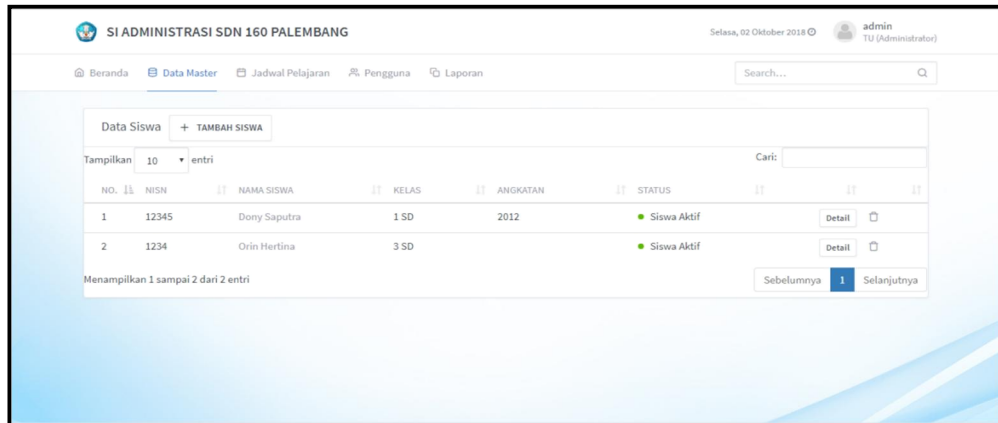 SI ADMINISTRASI SDN 160 PALEMBANG
Selasa, 02 Oktober 2018
admin
TU (Administrator)
Beranda Data Master Jadwal Pelajaran Pengguna Laporan
Search...
Data Siswa + TAMBAH SISWA
Tampilkan 10 entri
Cari:
NO. NISN NAMA SISWA KELAS ANGKATAN STATUS
1 12345 Dony Saputra 1 SD 2012 Siswa Aktif Detail
2 1234 Orin Hertina 3 SD Siswa Aktif Detail
Menampilkan 1 sampai 2 dari 2 entri
Sebelumnya 1 Selanjutnya